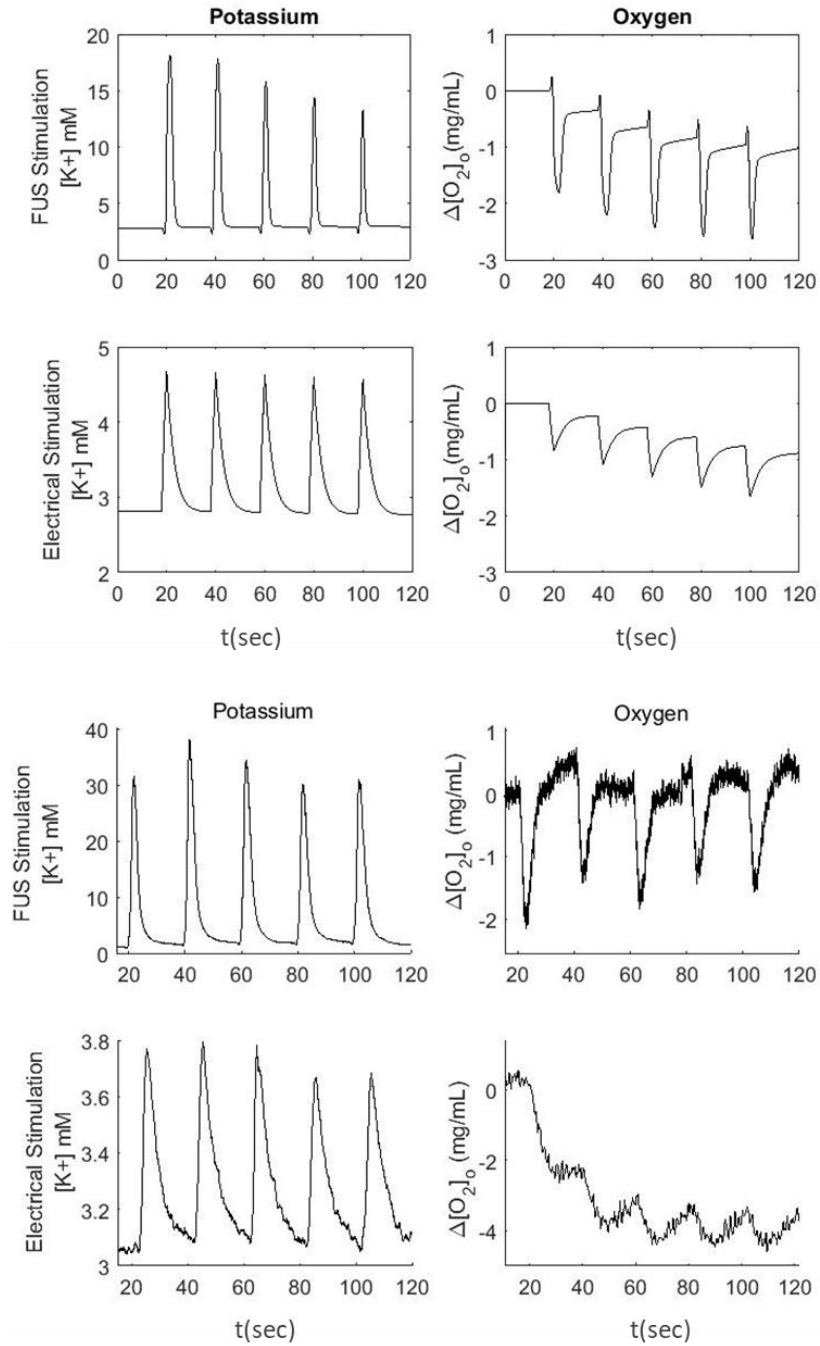 Potassium
Oxygen
FUS Stimulation
[K+] mM
20
15
10
5
0
0 20 40 60 80 100 120
Δ[O2]o(mg/mL)
1
0
-1
-2
-3
0 20 40 60 80 100 120
Electrical Stimulation
[K+] mM
5
4
3
2
0 20 40 60 80 100 120
t(sec)
Δ[O2]o(mg/mL)
1
0
-1
-2
-3
0 20 40 60 80 100 120
t(sec)
Potassium
Oxygen
FUS Stimulation
[K+] mM
40
30
20
10
0
20 40 60 80 100 120
Δ[O2]o (mg/mL)
1
0
-1
-2
20 40 60 80 100 120
Electrical Stimulation
[K+] mM
3.8
3.6
3.4
3.2
3
20 40 60 80 100 120
t(sec)
Δ[O2]o (mg/mL)
0
-2
-4
20 40 60 80 100 120
t(sec)